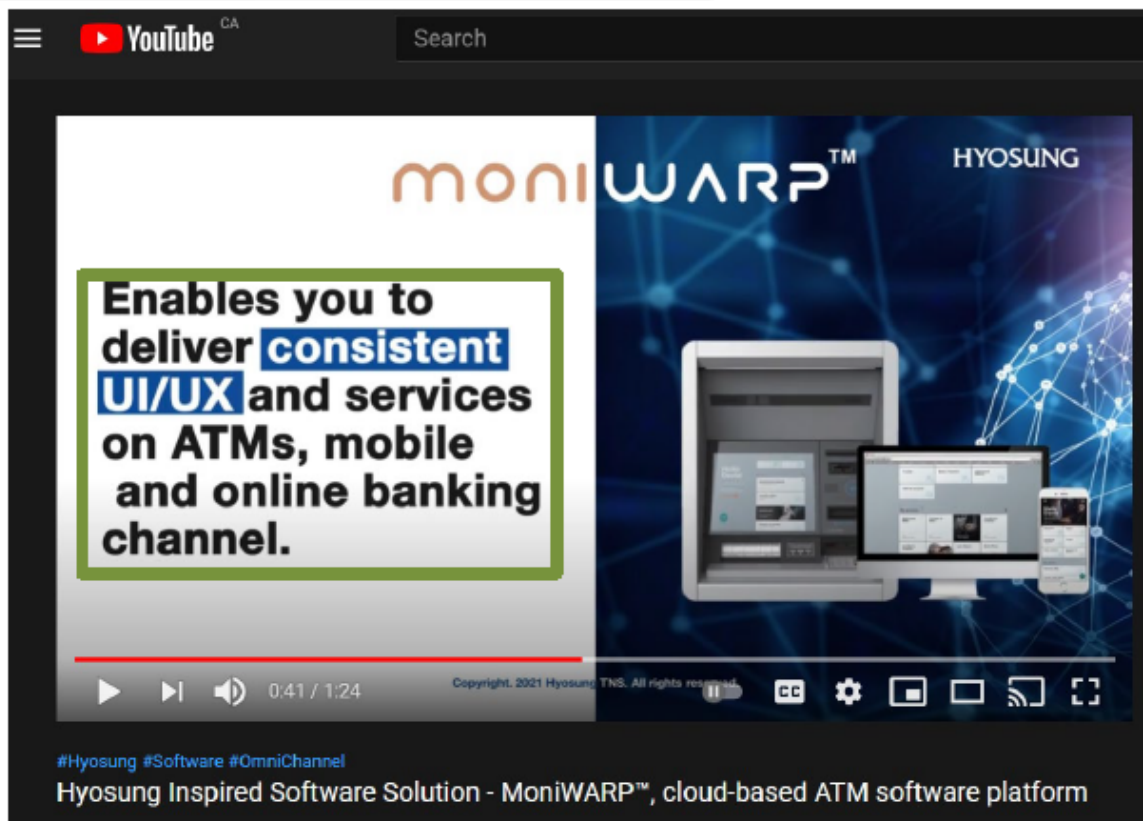 YouTube CA
Search
MONIWARP™
HYOSUNG
Enables you to
deliver consistent
UI/UX and services
on ATMs, mobile
and online banking
channel.
0:41 / 1:24
Copyright. 2021 Hyosung TNS. All rights reserved.
CC
#Hyosung #Software #OmniChannel
Hyosung Inspired Software Solution - MoniWARP™, cloud-based ATM software platform